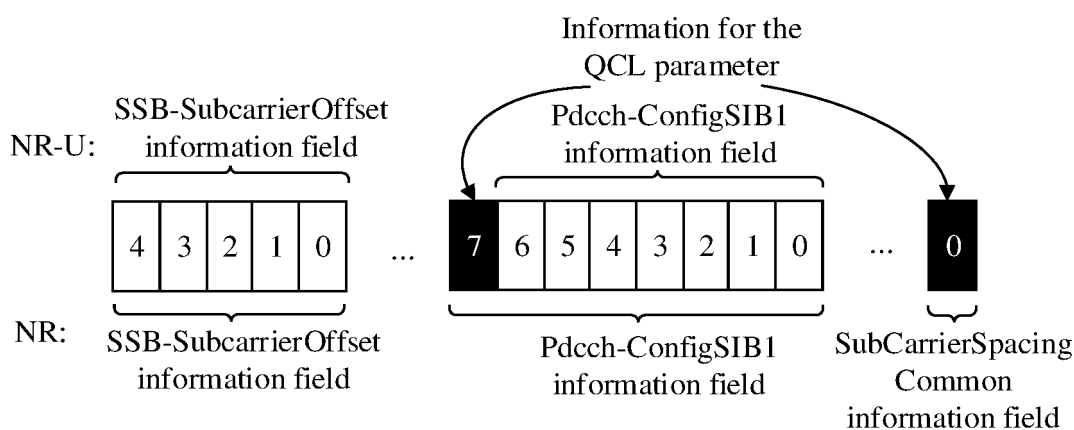 Information for the
QCL parameter
SSB-SubcarrierOffset
information field
Pdcch-ConfigSIB1
information field
NR-U:
4 3 2 1 0 ... 7 6 5 4 3 2 1 0 ... 0
NR:
SSB-SubcarrierOffset
information field
Pdcch-ConfigSIB1
information field
SubCarrierSpacing
Common
information field